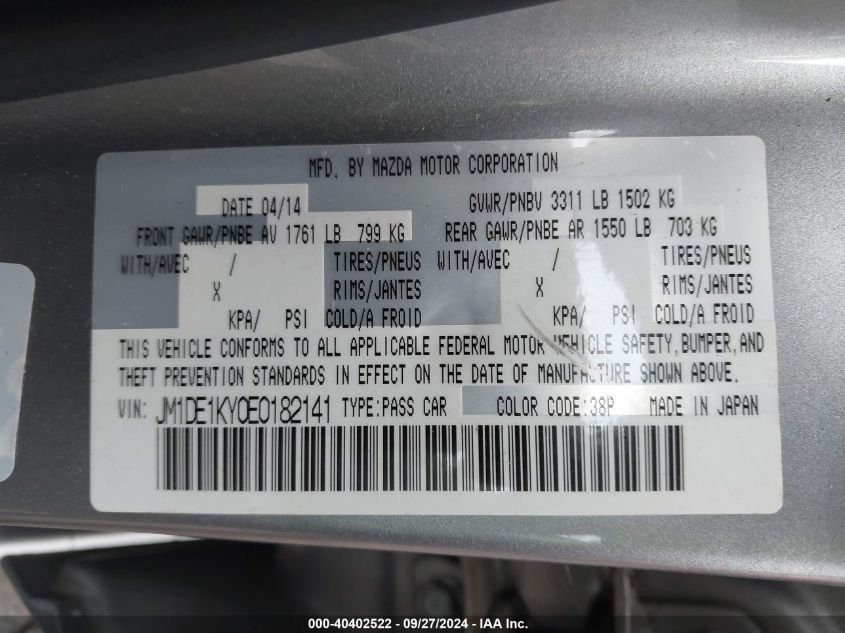 MFD. BY MAZDA MOTOR CORPORATION
DATE 04/14 GVWR/PNBV 3311 LB 1502 KG
FRONT GAWR/PNBE AV 1761 LB 799 KG REAR GAWR/PNBE AR 1550 LB 703 KG
WITH/AVEC / TIRES/PNEUS WITH/AVEC / TIRES/PNEUS
X RIMS/JANTES X RIMS/JANTES
KPA/ PSI COLD/A FROID KPA/ PSI COLD/A FROID
THIS VEHICLE CONFORMS TO ALL APPLICABLE FEDERAL MOTOR VEHICLE SAFETY, BUMPER, AND
THEFT PREVENTION STANDARDS IN EFFECT ON THE DATE OF MANUFACTURE SHOWN ABOVE.
VIN: JM1DE1KY0E0182141 TYPE:PASS CAR COLOR CODE:38P MADE IN JAPAN
000-40402522 - 09/27/2024 - IAA Inc.